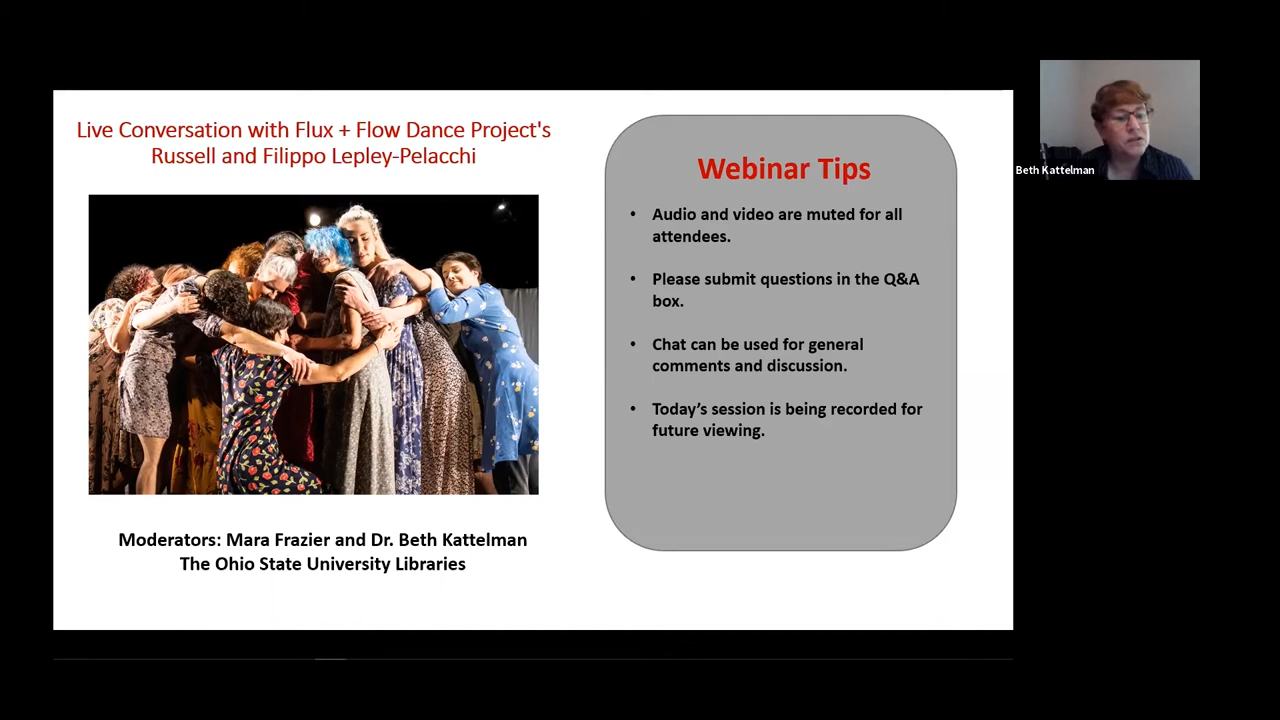 Live Conversation with Flux + Flow Dance Project's
Russell and Filippo Lepley-Pelacchi
Moderators: Mara Frazier and Dr. Beth Kattelman
The Ohio State University Libraries
Webinar Tips
• Audio and video are muted for all
attendees.
• Please submit questions in the Q&A
box.
• Chat can be used for general
comments and discussion.
• Today’s session is being recorded for
future viewing.
Beth Kattelman